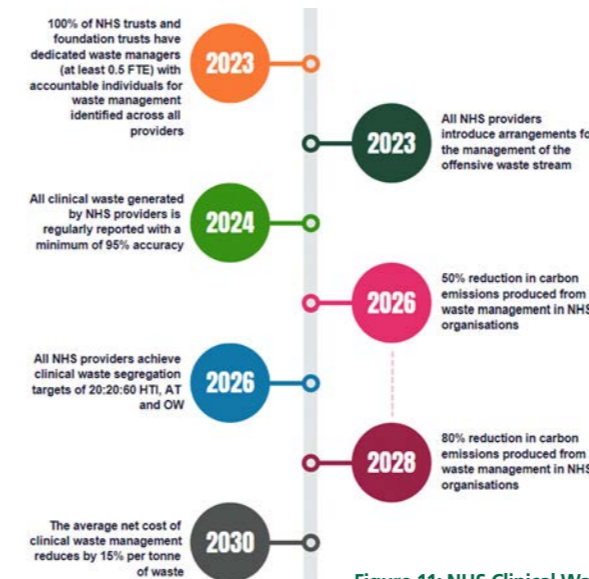 100% of NHS trusts and
foundation trusts have
dedicated waste managers
(at least 0.5 FTE) with
accountable individuals for
waste management
identified across all
providers
2023
2023
All NHS providers
introduce arrangements fo
the management of the
offensive waste stream
All clinical waste generated
by NHS providers is
regularly reported with a
minimum of 95% accuracy
2024
2026
50% reduction in carbon
emissions produced from
waste management in NHS
organisations
All NHS providers achieve
clinical waste segregation
targets of 20:20:60 HTI, AT
and OW
2026
2028
80% reduction in carbon
emissions produced from
waste management in NHS
organisations
The average net cost of
clinical waste management
reduces by 15% per tonne
of waste
2030
Figure 11: NHS Clinical Wa